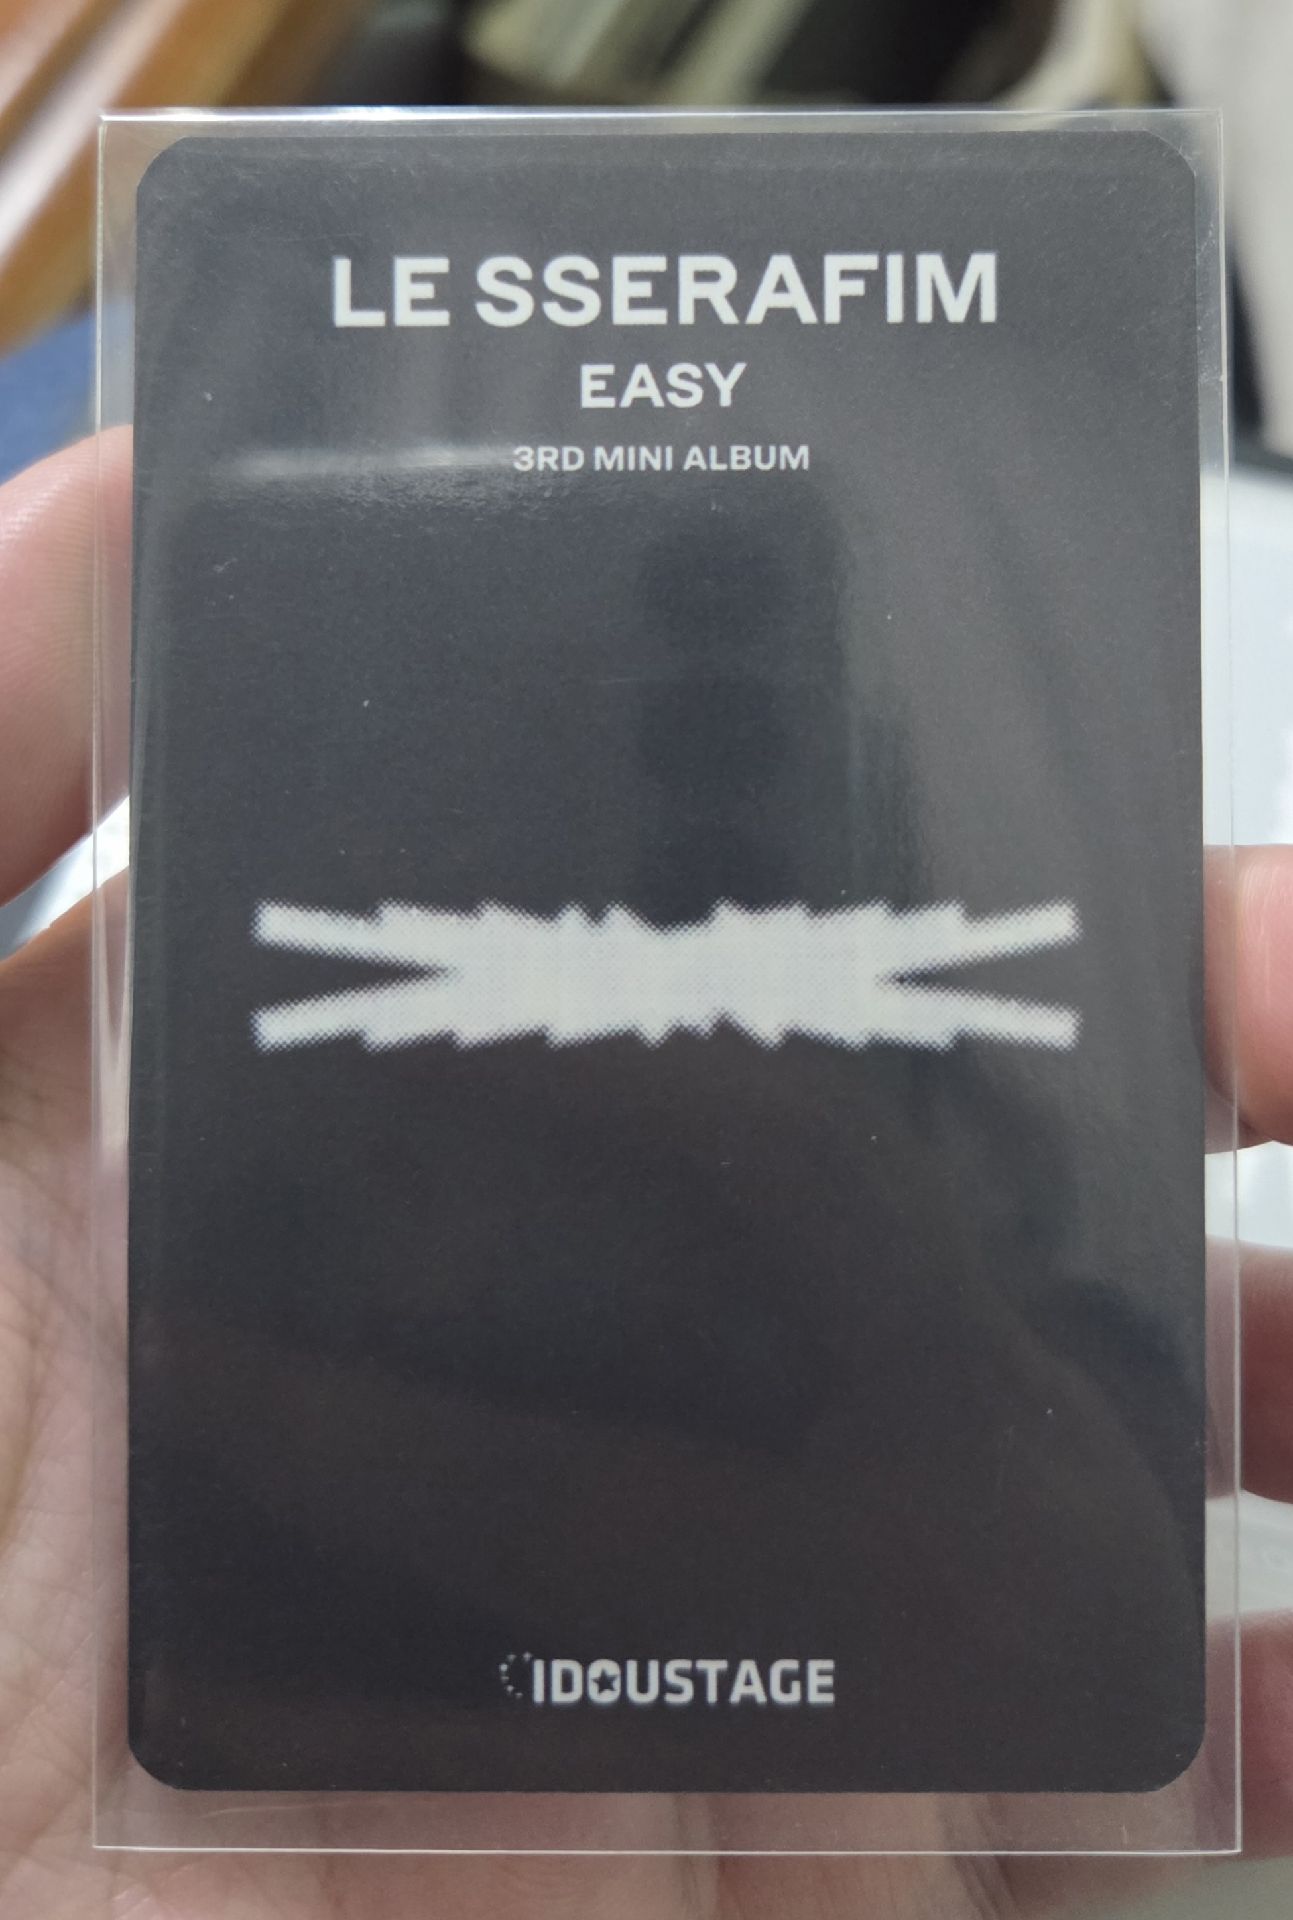 LE SSERAFIM
EASY
3RD MINI ALBUM
IDOUSTAGE